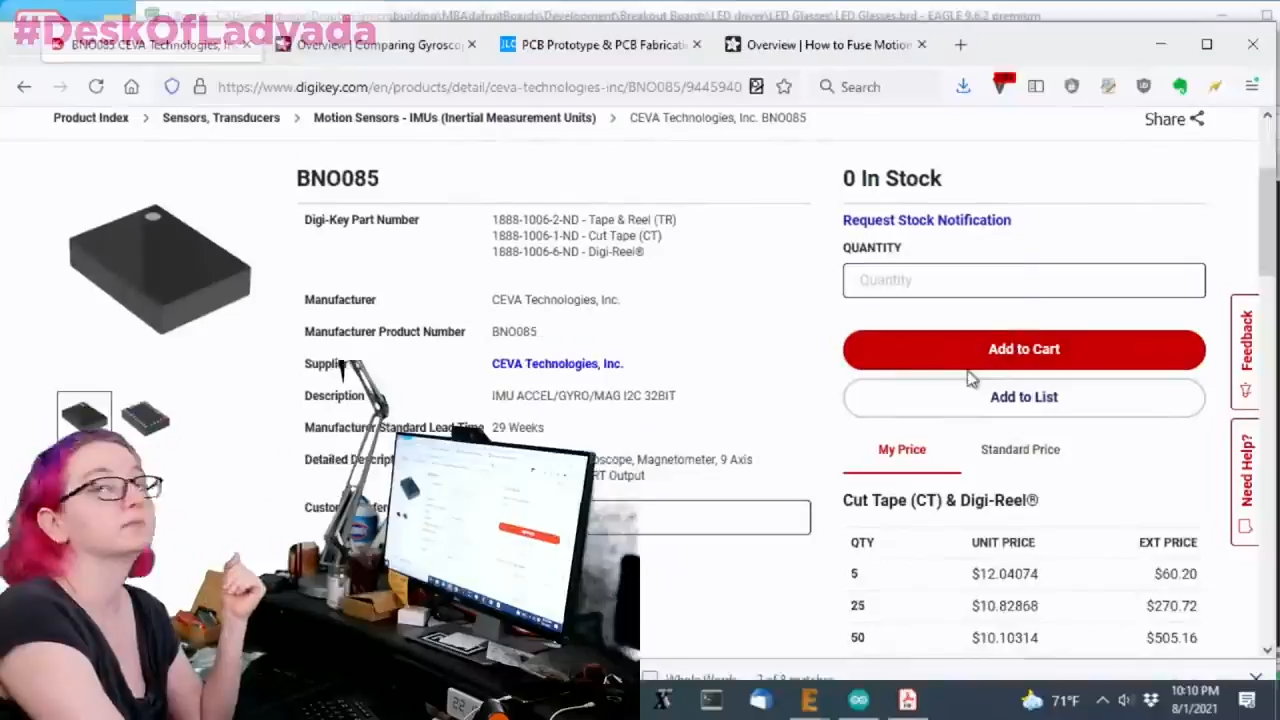 #DeskOfLadyada
BNO085 CEVA Technologies, I
Overview | Comparing Gyrosco
PCB Prototype & PCB Fabricati
Overview | How to Fuse Motion
https://www.digikey.com/en/products/detail/ceva-technologies-inc/BNO085/9445940
Search
Product Index
Sensors, Transducers
Motion Sensors - IMUs (Inertial Measurement Units)
CEVA Technologies, Inc. BNO085
Share
BNO085
0 In Stock
Digi-Key Part Number
1888-1006-2-ND - Tape & Reel (TR)
1888-1006-1-ND - Cut Tape (CT)
1888-1006-6-ND - Digi-Reel®
Request Stock Notification
QUANTITY
Quantity
Manufacturer
CEVA Technologies, Inc.
Manufacturer Product Number
BNO085
Add to Cart
Supplie
CEVA Technologies, Inc.
Description
IMU ACCEL/GYRO/MAG I2C 32BIT
Add to List
Manufacturer Standard Lead Time
29 Weeks
My Price
Standard Price
Detailed Descript
oscope, Magnetometer, 9 Axis
RT Output
Cut Tape (CT) & Digi-Reel®
QTY UNIT PRICE EXT PRICE
5 $12.04074 $60.20
25 $10.82868 $270.72
50 $10.10314 $505.16
Feedback
Need Help?
71°F
10:10 PM
8/1/2021